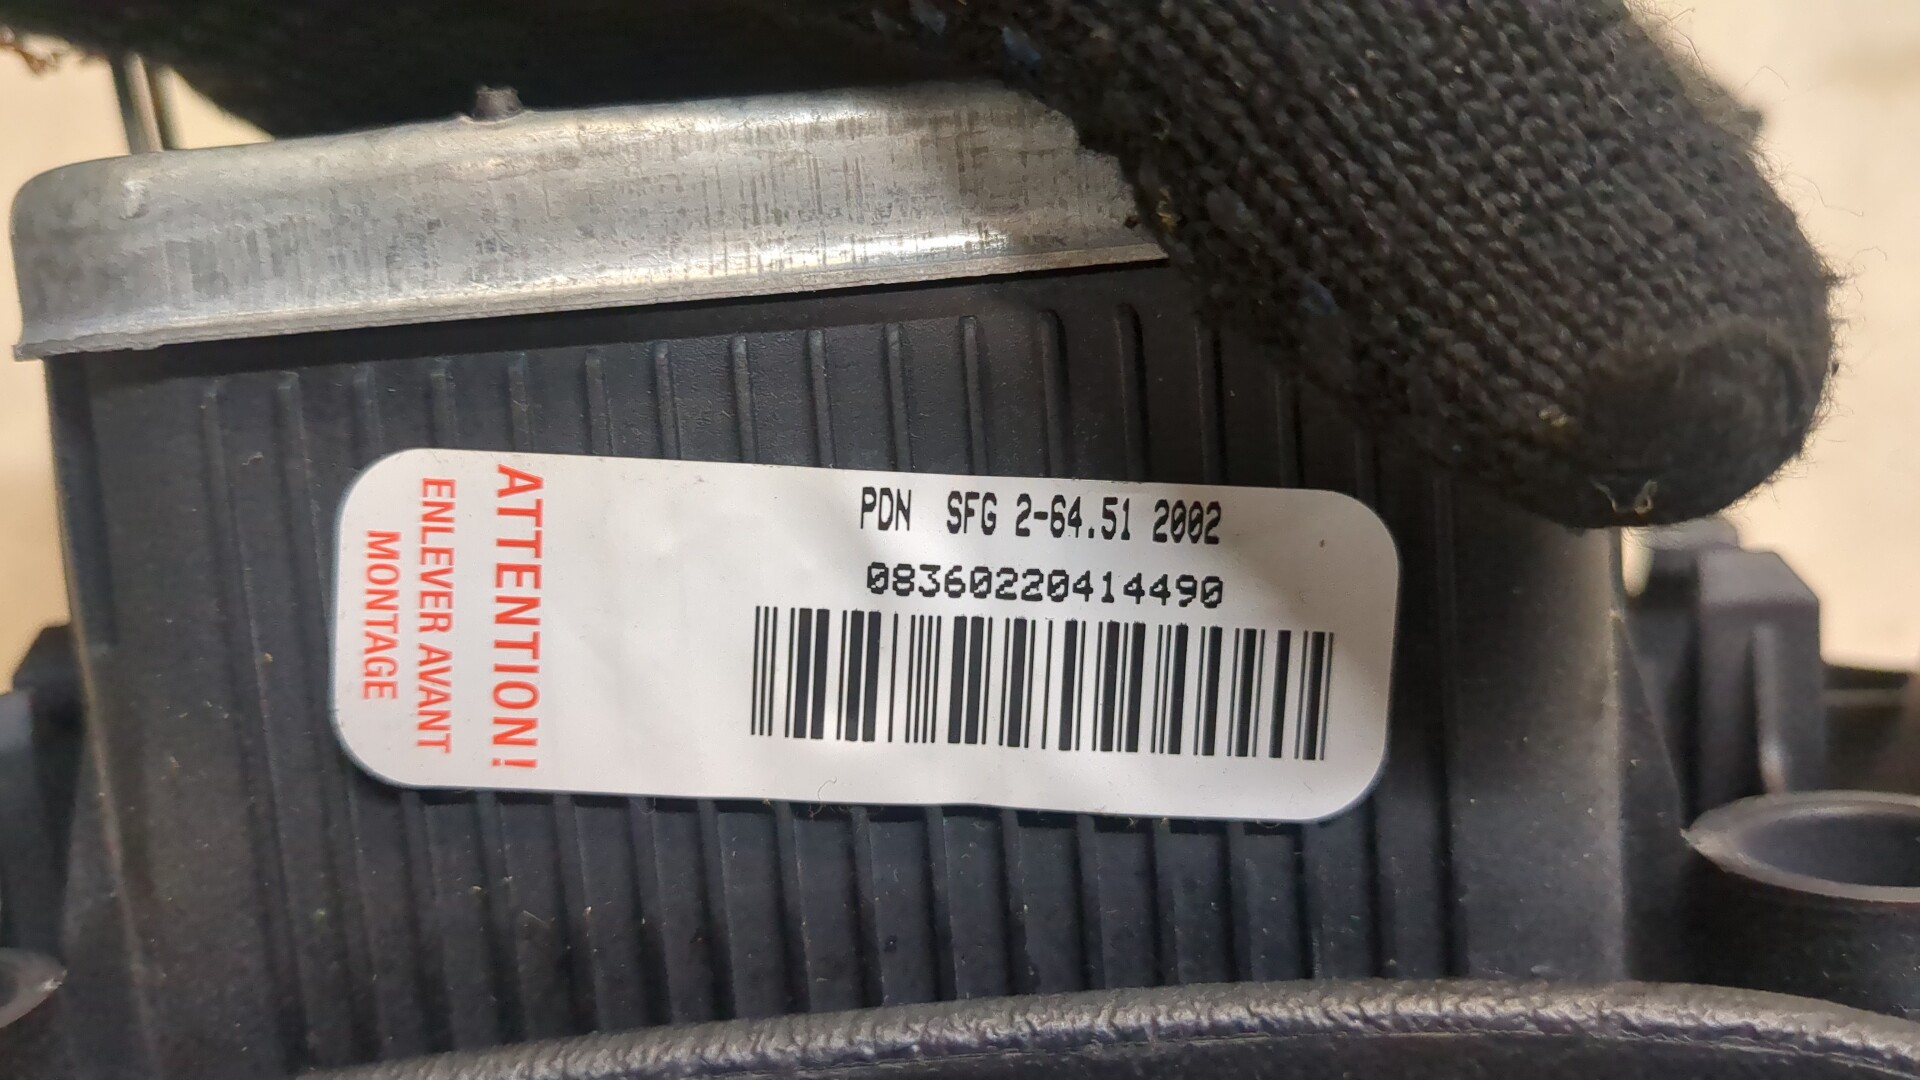 ATTENTION!
ENLEVER AVANT
MONTAGE
PDN SFG 2-64.51 2002
08360220414490